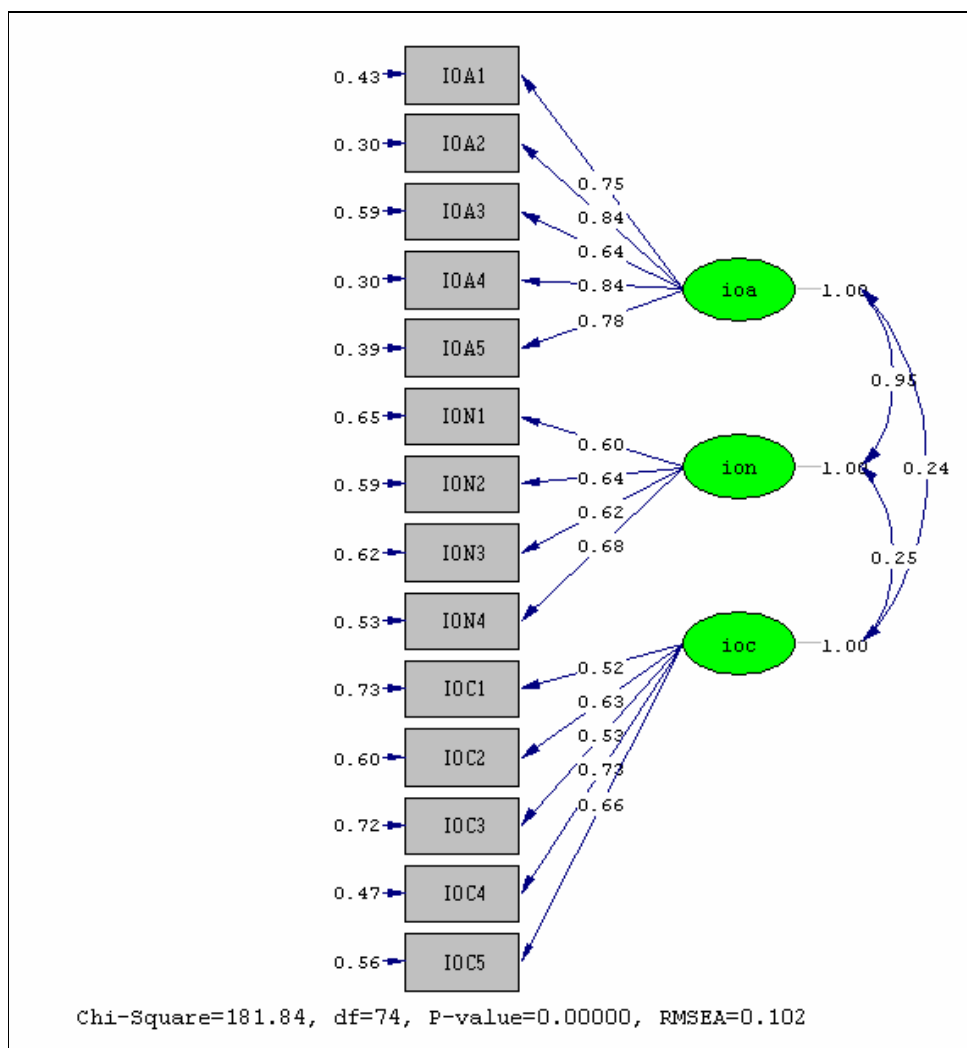 0.43 IOA1
0.30 IOA2
0.75
0.59 IOA3
0.84
0.64
0.30 IOA4 0.84 ioa 1.00
0.78
0.39 IOA5
0.95
0.65 ION1
0.60
0.59 ION2 0.64 ion 1.00 0.24
0.62
0.62 ION3
0.68
0.25
0.53 ION4
ioc 1.00
0.52
0.73 IOC1
0.63
0.53
0.60 IOC2
0.73
0.66
0.72 IOC3
0.47 IOC4
0.56 IOC5
Chi-Square=181.84, df=74, P-value=0.00000, RMSEA=0.102